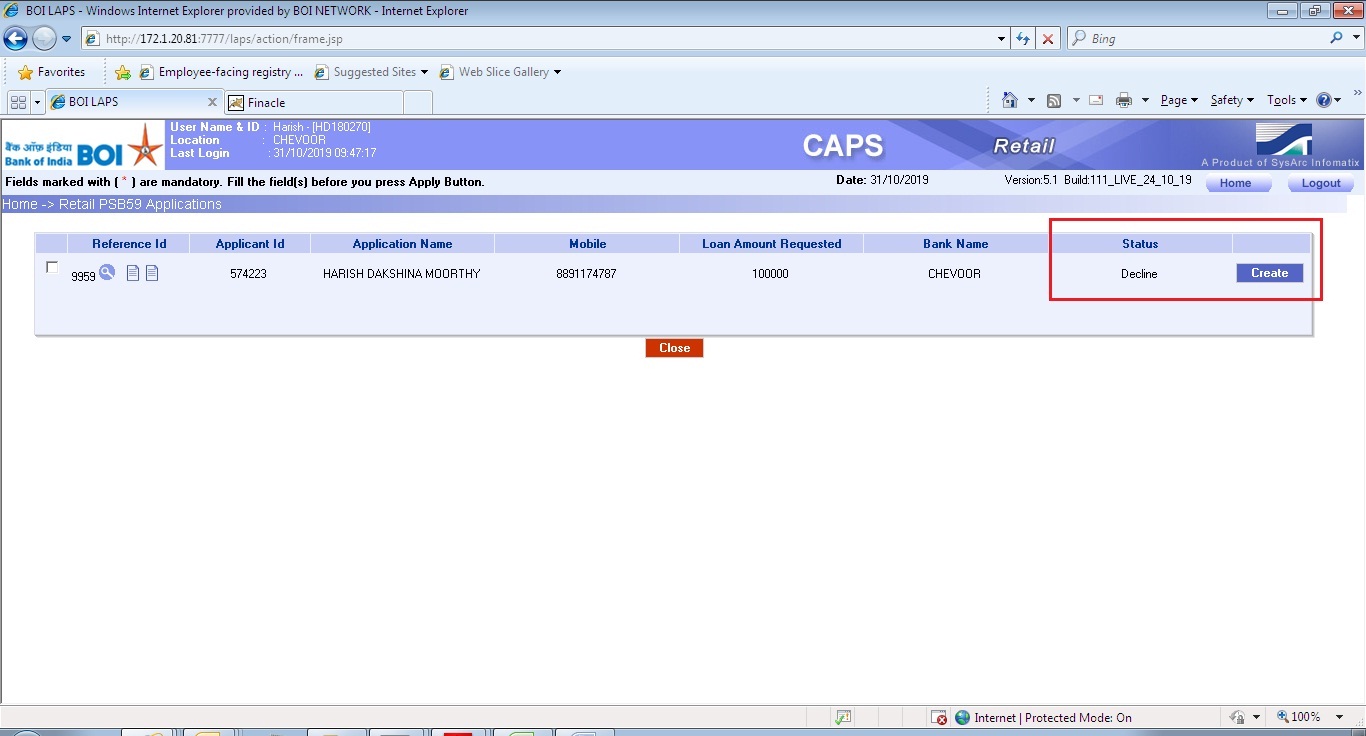 BOI LAPS - Windows Internet Explorer provided by BOI NETWORK - Internet Explorer
http://172.1.20.81:7777/laps/action/frame.jsp
Bing
Favorites Employee-facing registry ... Suggested Sites Web Slice Gallery
BOI LAPS Finacle Page Safety Tools
बैंक ऑफ़ इंडिया
Bank of India BOI
User Name & ID : Harish - [HD180270]
Location : CHEVOOR
Last Login : 31/10/2019 09:47:17
CAPS Retail
A Product of SysArc Infomatix
Fields marked with ( * ) are mandatory. Fill the field(s) before you press Apply Button. Date: 31/10/2019 Version:5.1 Build:111_LIVE_24_10_19 Home Logout
Home -> Retail PSB59 Applications
Reference Id Applicant Id Application Name Mobile Loan Amount Requested Bank Name Status
9959 574223 HARISH DAKSHINA MOORTHY 8891174787 100000 CHEVOOR Decline Create
Close
Internet | Protected Mode: On 100%